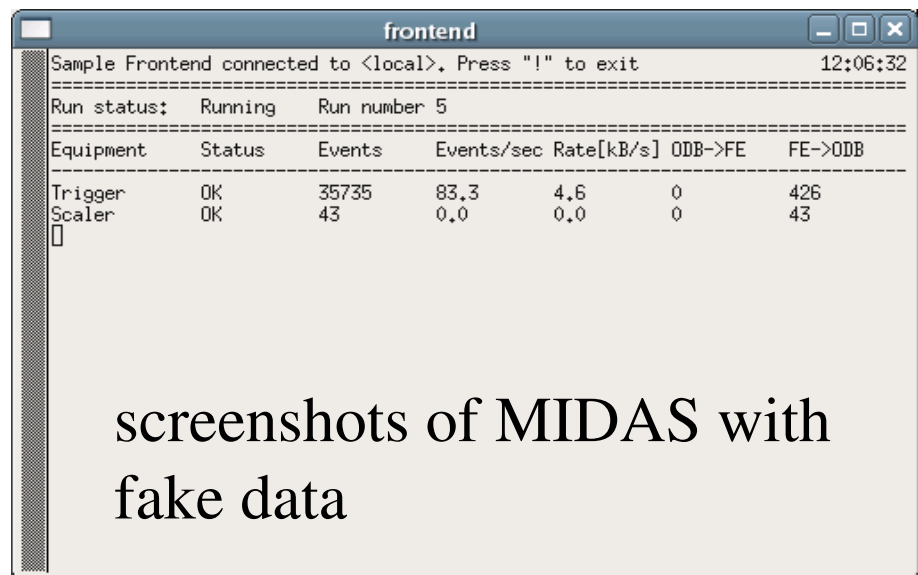 frontend
Sample Frontend connected to <local>. Press "!" to exit 12:06:32
================================================================================
Run status: Running Run number 5
================================================================================
Equipment Status Events Events/sec Rate[kB/s] ODB->FE FE->ODB
--------------------------------------------------------------------------------
Trigger OK 35735 83.3 4.6 0 426
Scaler OK 43 0.0 0.0 0 43
screenshots of MIDAS with
fake data